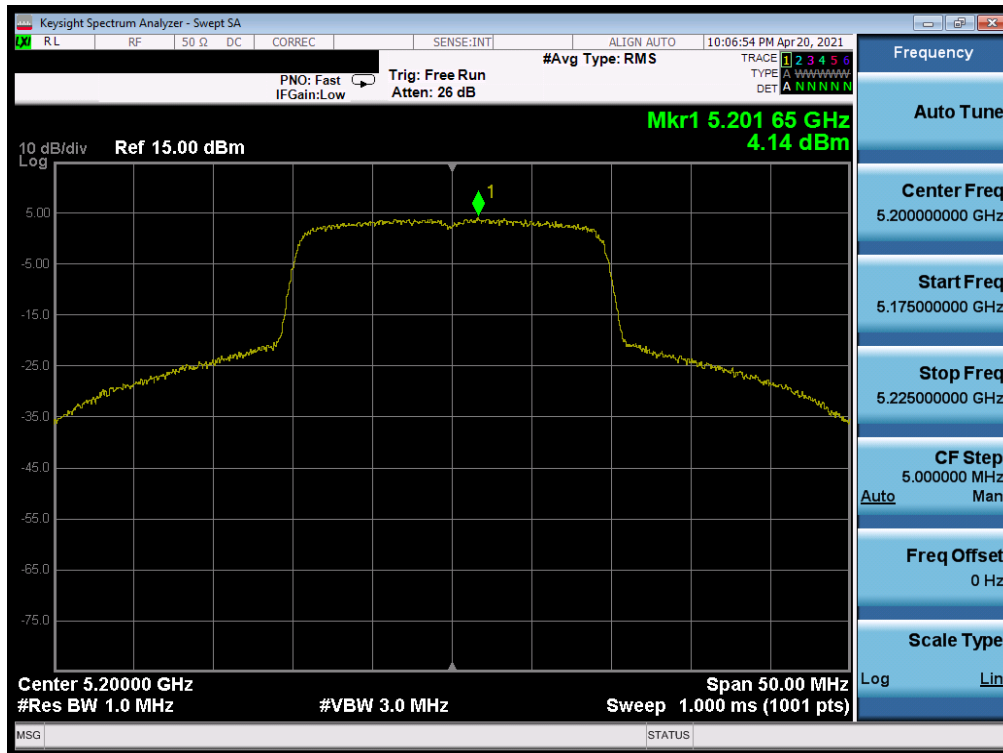 Keysight Spectrum Analyzer - Swept SA
LXI RL RF 50 Ω DC CORREC SENSE:INT ALIGN AUTO 10:06:54 PM Apr 20, 2021
Frequency
#Avg Type: RMS
TRACE 1 2 3 4 5 6
PNO: Fast
Trig: Free Run
TYPE A WWWWW
IFGain:Low
Atten: 26 dB
DET A N N N N N
Auto Tune
Mkr1 5.201 65 GHz
4.14 dBm
10 dB/div Ref 15.00 dBm
Log
1
5.00
-5.00
-15.0
-25.0
-35.0
-45.0
-55.0
-65.0
-75.0
Center Freq
5.200000000 GHz
Start Freq
5.175000000 GHz
Stop Freq
5.225000000 GHz
CF Step
5.000000 MHz
Auto Man
Freq Offset
0 Hz
Scale Type
Log Lin
Center 5.20000 GHz Span 50.00 MHz
#Res BW 1.0 MHz #VBW 3.0 MHz Sweep 1.000 ms (1001 pts)
MSG STATUS